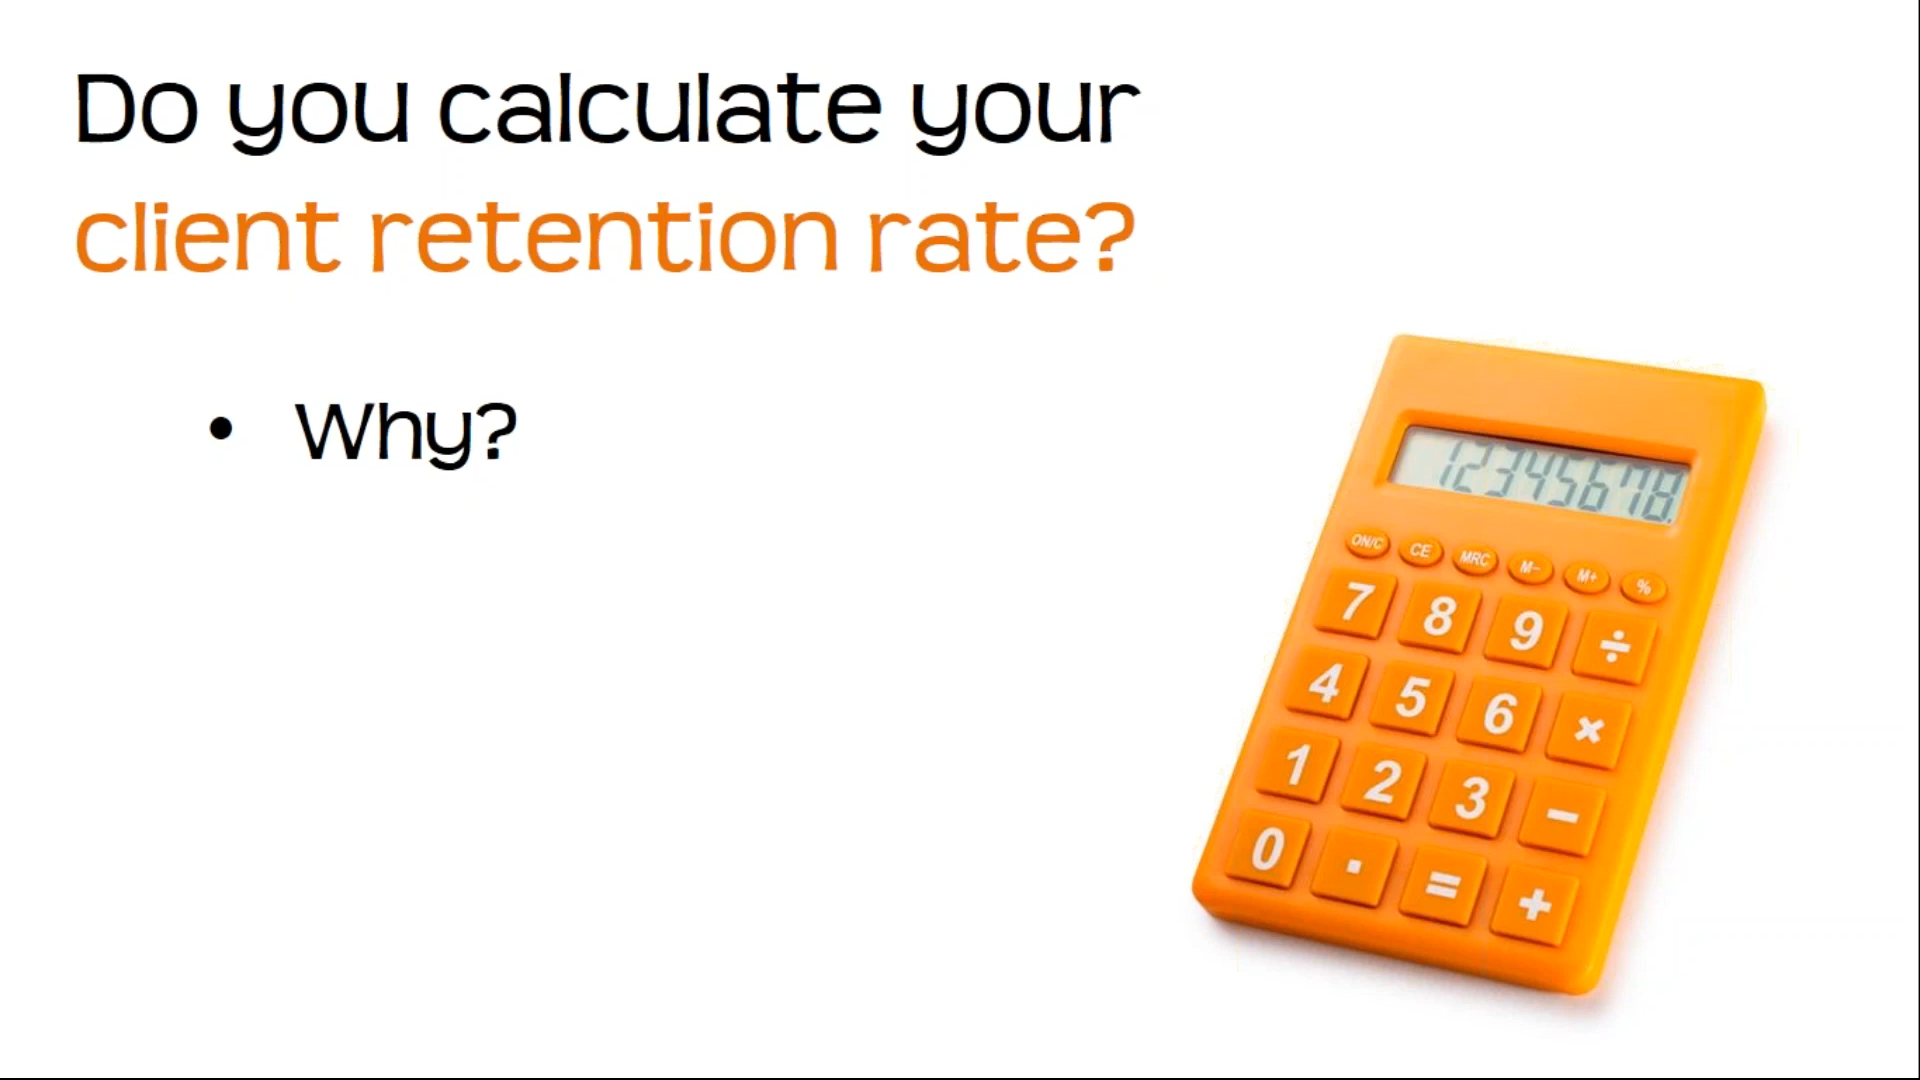 Do you calculate your
client retention rate?
• Why?
12345678.
ON/C CE MRC M− M+ %
7 8 9 ÷
4 5 6 ×
1 2 3 −
0 . = +